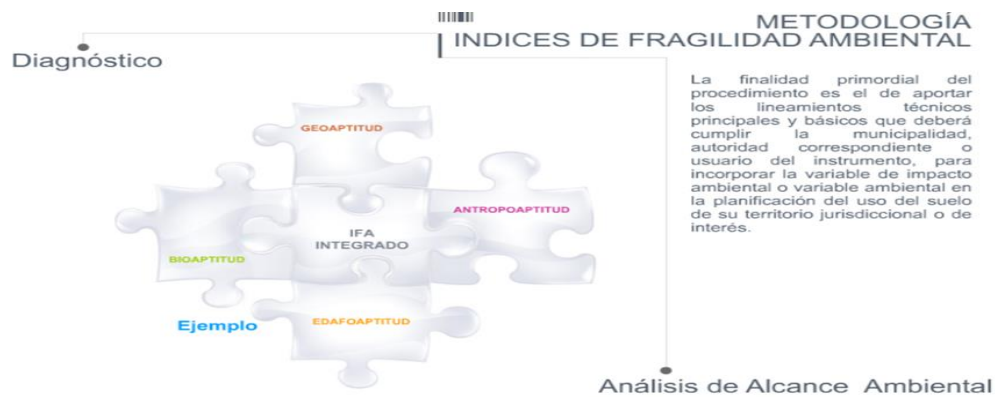 METODOLOGÍA
INDICES DE FRAGILIDAD AMBIENTAL
Diagnóstico
La finalidad primordial del
procedimiento es el de aportar
los lineamientos técnicos
principales y básicos que deberá
cumplir la municipalidad,
autoridad correspondiente o
usuario del instrumento, para
incorporar la variable de impacto
ambiental o variable ambiental en
la planificación del uso del suelo
de su territorio jurisdiccional o de
interés.
GEOAPTITUD
ANTROPOAPTITUD
IFA
INTEGRADO
BIOAPTITUD
EDAFOAPTITUD
Ejemplo
Análisis de Alcance Ambiental